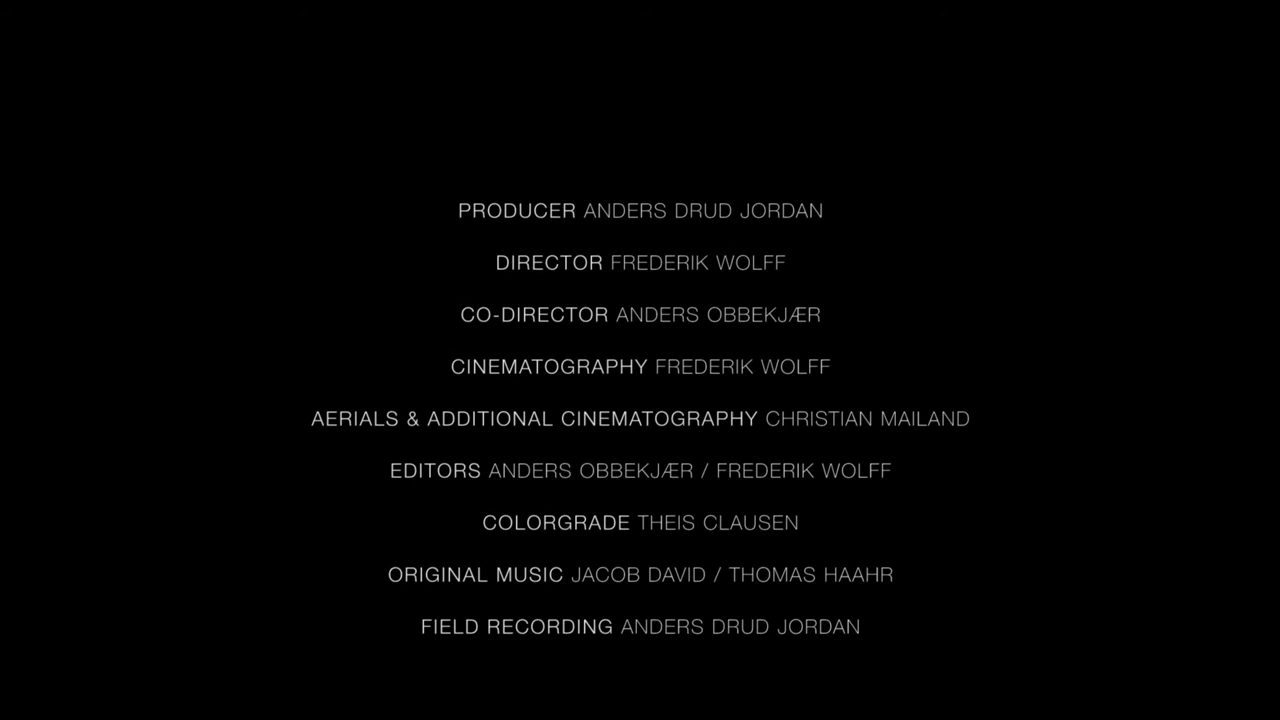 PRODUCER ANDERS DRUD JORDAN
DIRECTOR FREDERIK WOLFF
CO-DIRECTOR ANDERS OBBEKJÆR
CINEMATOGRAPHY FREDERIK WOLFF
AERIALS & ADDITIONAL CINEMATOGRAPHY CHRISTIAN MAILAND
EDITORS ANDERS OBBEKJÆR / FREDERIK WOLFF
COLORGRADE THEIS CLAUSEN
ORIGINAL MUSIC JACOB DAVID / THOMAS HAAHR
FIELD RECORDING ANDERS DRUD JORDAN